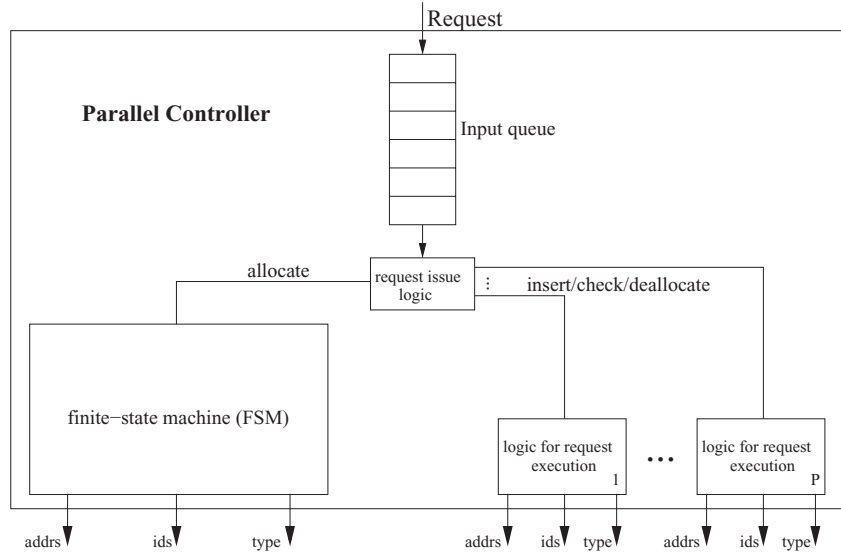 Request
Parallel Controller
Input queue
allocate
request issue
logic
⋮
insert/check/deallocate
finite−state machine (FSM)
logic for request
execution
1
...
logic for request
execution
P
addrs
ids
type
addrs
ids
type
addrs
ids
type